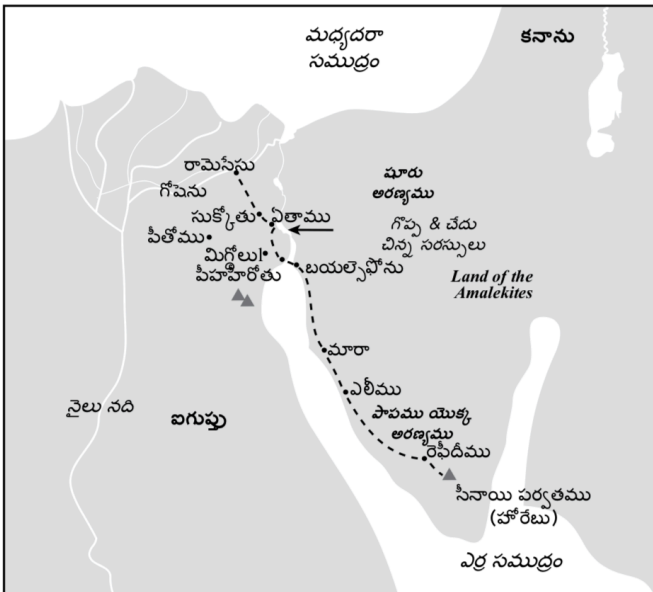 మధ్యదరా
సముద్రం
కనాను
రామెసేసు
గోషెను
షూరు
అరణ్యము
సుక్కోతు
ఏతాము
గొప్ప & చేదు
చిన్న సరస్సులు
పీతోము
మిగ్దోలు
పీహహీరోతు
బయల్సెఫోను
Land of the
Amalekites
మారా
ఎలీము
నైలు నది
ఐగుప్తు
పాపము యొక్క
అరణ్యము
రెఫీదీము
సీనాయి పర్వతము
(హోరేబు)
ఎర్ర సముద్రం